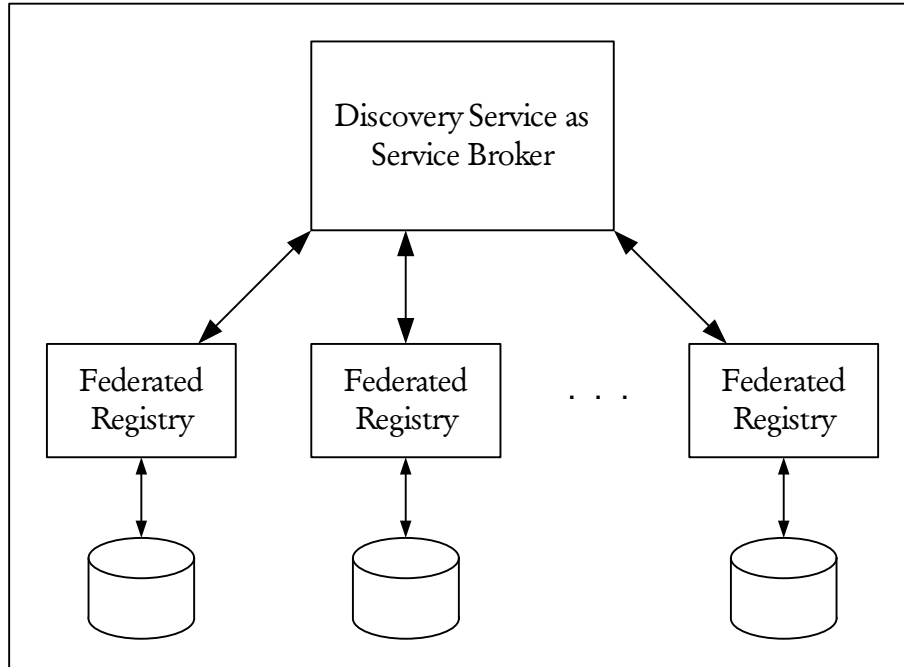 Discovery Service as
Service Broker
Federated
Registry
Federated
Registry
. . .
Federated
Registry